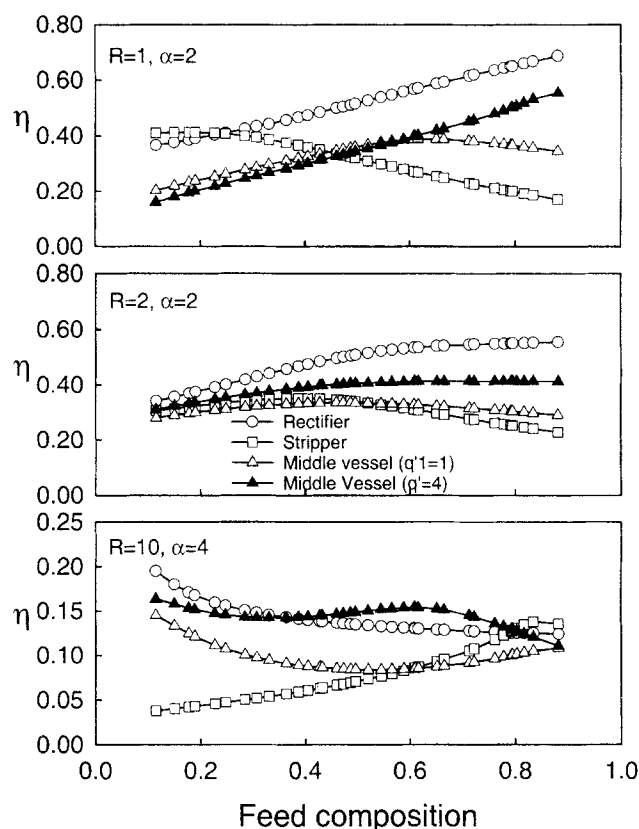 0.80
R=1, α=2
0.60
η
0.40
0.20
0.00
0.80
R=2, α=2
0.60
η
0.40
0.20
0.00
Rectifier
Stripper
Middle vessel (q'1=1)
Middle Vessel (q'=4)
0.25
R=10, α=4
0.20
η
0.15
0.10
0.05
0.00
0.0 0.2 0.4 0.6 0.8 1.0
Feed composition